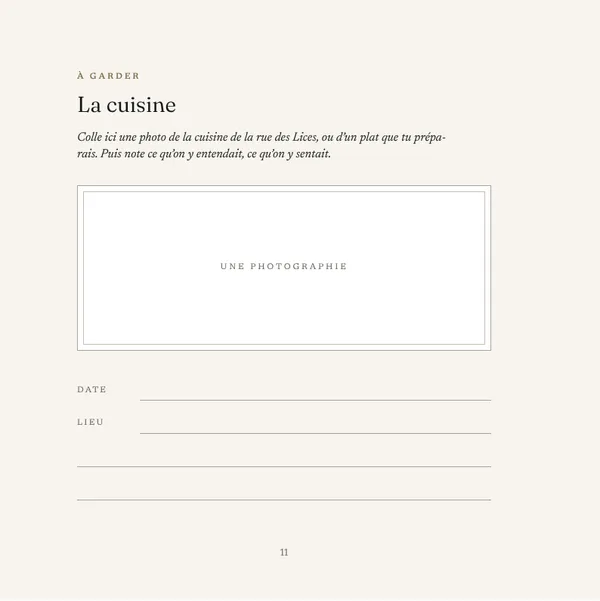 À GARDER
La cuisine
Colle ici une photo de la cuisine de la rue des Lices, ou d’un plat que tu prépa-
rais. Puis note ce qu’on y entendait, ce qu’on y sentait.
UNE PHOTOGRAPHIE
DATE
LIEU
11